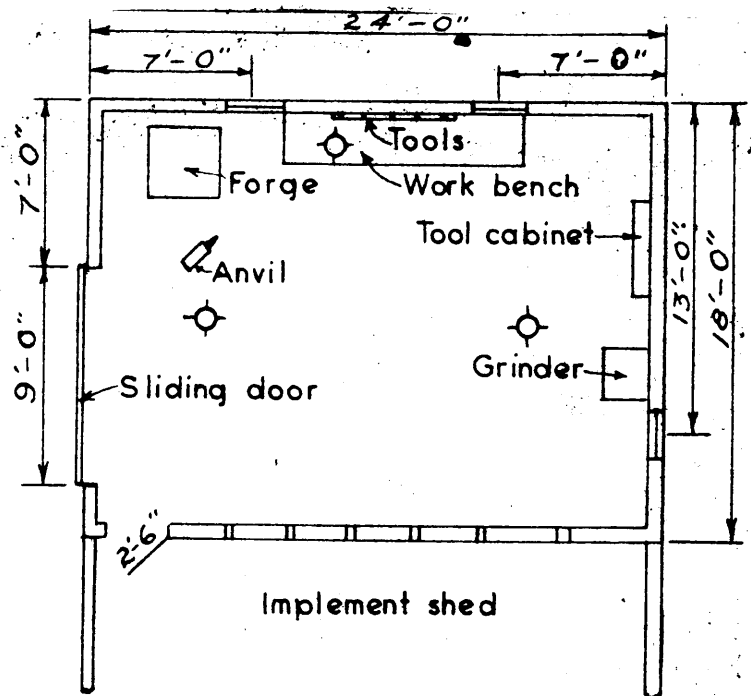 24'-0"
7'-0"
7'-0"
Tools
Forge
Work bench
7'-0"
Tool cabinet
Anvil
13'-0"
18'-0"
9'-0"
Grinder
Sliding door
2'-6"
Implement shed